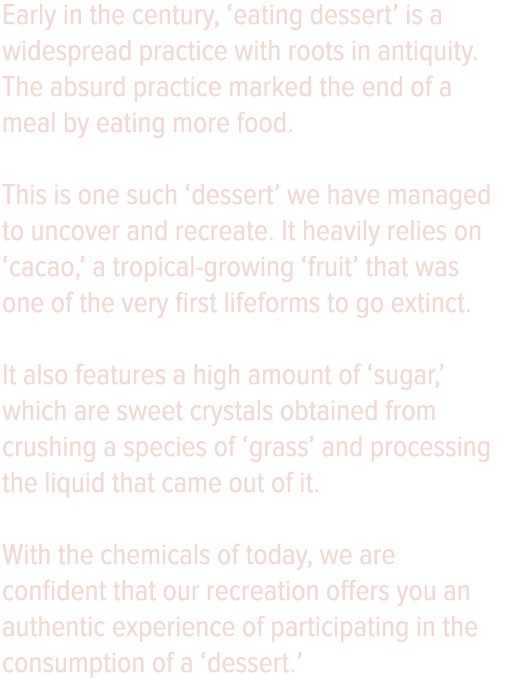 Early in the century, ‘eating dessert’ is a
widespread practice with roots in antiquity.
The absurd practice marked the end of a
meal by eating more food.
This is one such ‘dessert’ we have managed
to uncover and recreate. It heavily relies on
‘cacao,’ a tropical-growing ‘fruit’ that was
one of the very first lifeforms to go extinct.
It also features a high amount of ‘sugar,’
which are sweet crystals obtained from
crushing a species of ‘grass’ and processing
the liquid that came out of it.
With the chemicals of today, we are
confident that our recreation offers you an
authentic experience of participating in the
consumption of a ‘dessert.’